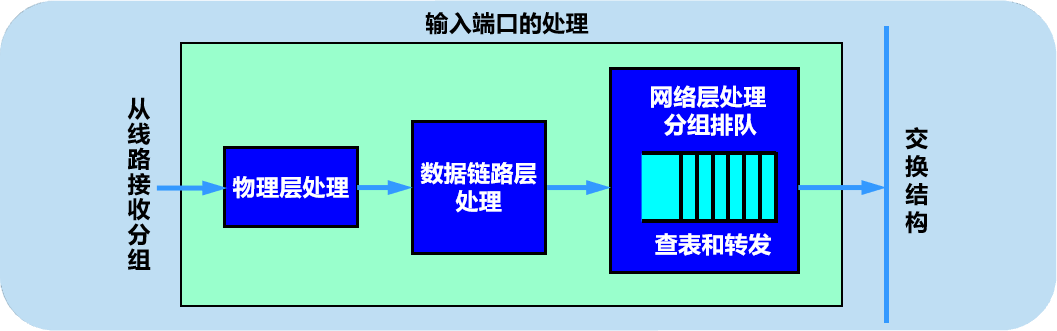 输入端口的处理
从线路接收分组
物理层处理
数据链路层
处理
网络层处理
分组排队
查表和转发
交换结构